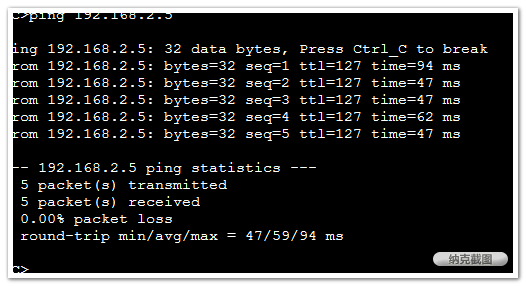 C>ping 192.168.2.5
ing 192.168.2.5: 32 data bytes, Press Ctrl_C to break
rom 192.168.2.5: bytes=32 seq=1 ttl=127 time=94 ms
rom 192.168.2.5: bytes=32 seq=2 ttl=127 time=47 ms
rom 192.168.2.5: bytes=32 seq=3 ttl=127 time=47 ms
rom 192.168.2.5: bytes=32 seq=4 ttl=127 time=62 ms
rom 192.168.2.5: bytes=32 seq=5 ttl=127 time=47 ms
-- 192.168.2.5 ping statistics ---
5 packet(s) transmitted
5 packet(s) received
0.00% packet loss
round-trip min/avg/max = 47/59/94 ms
纳克截图
C>